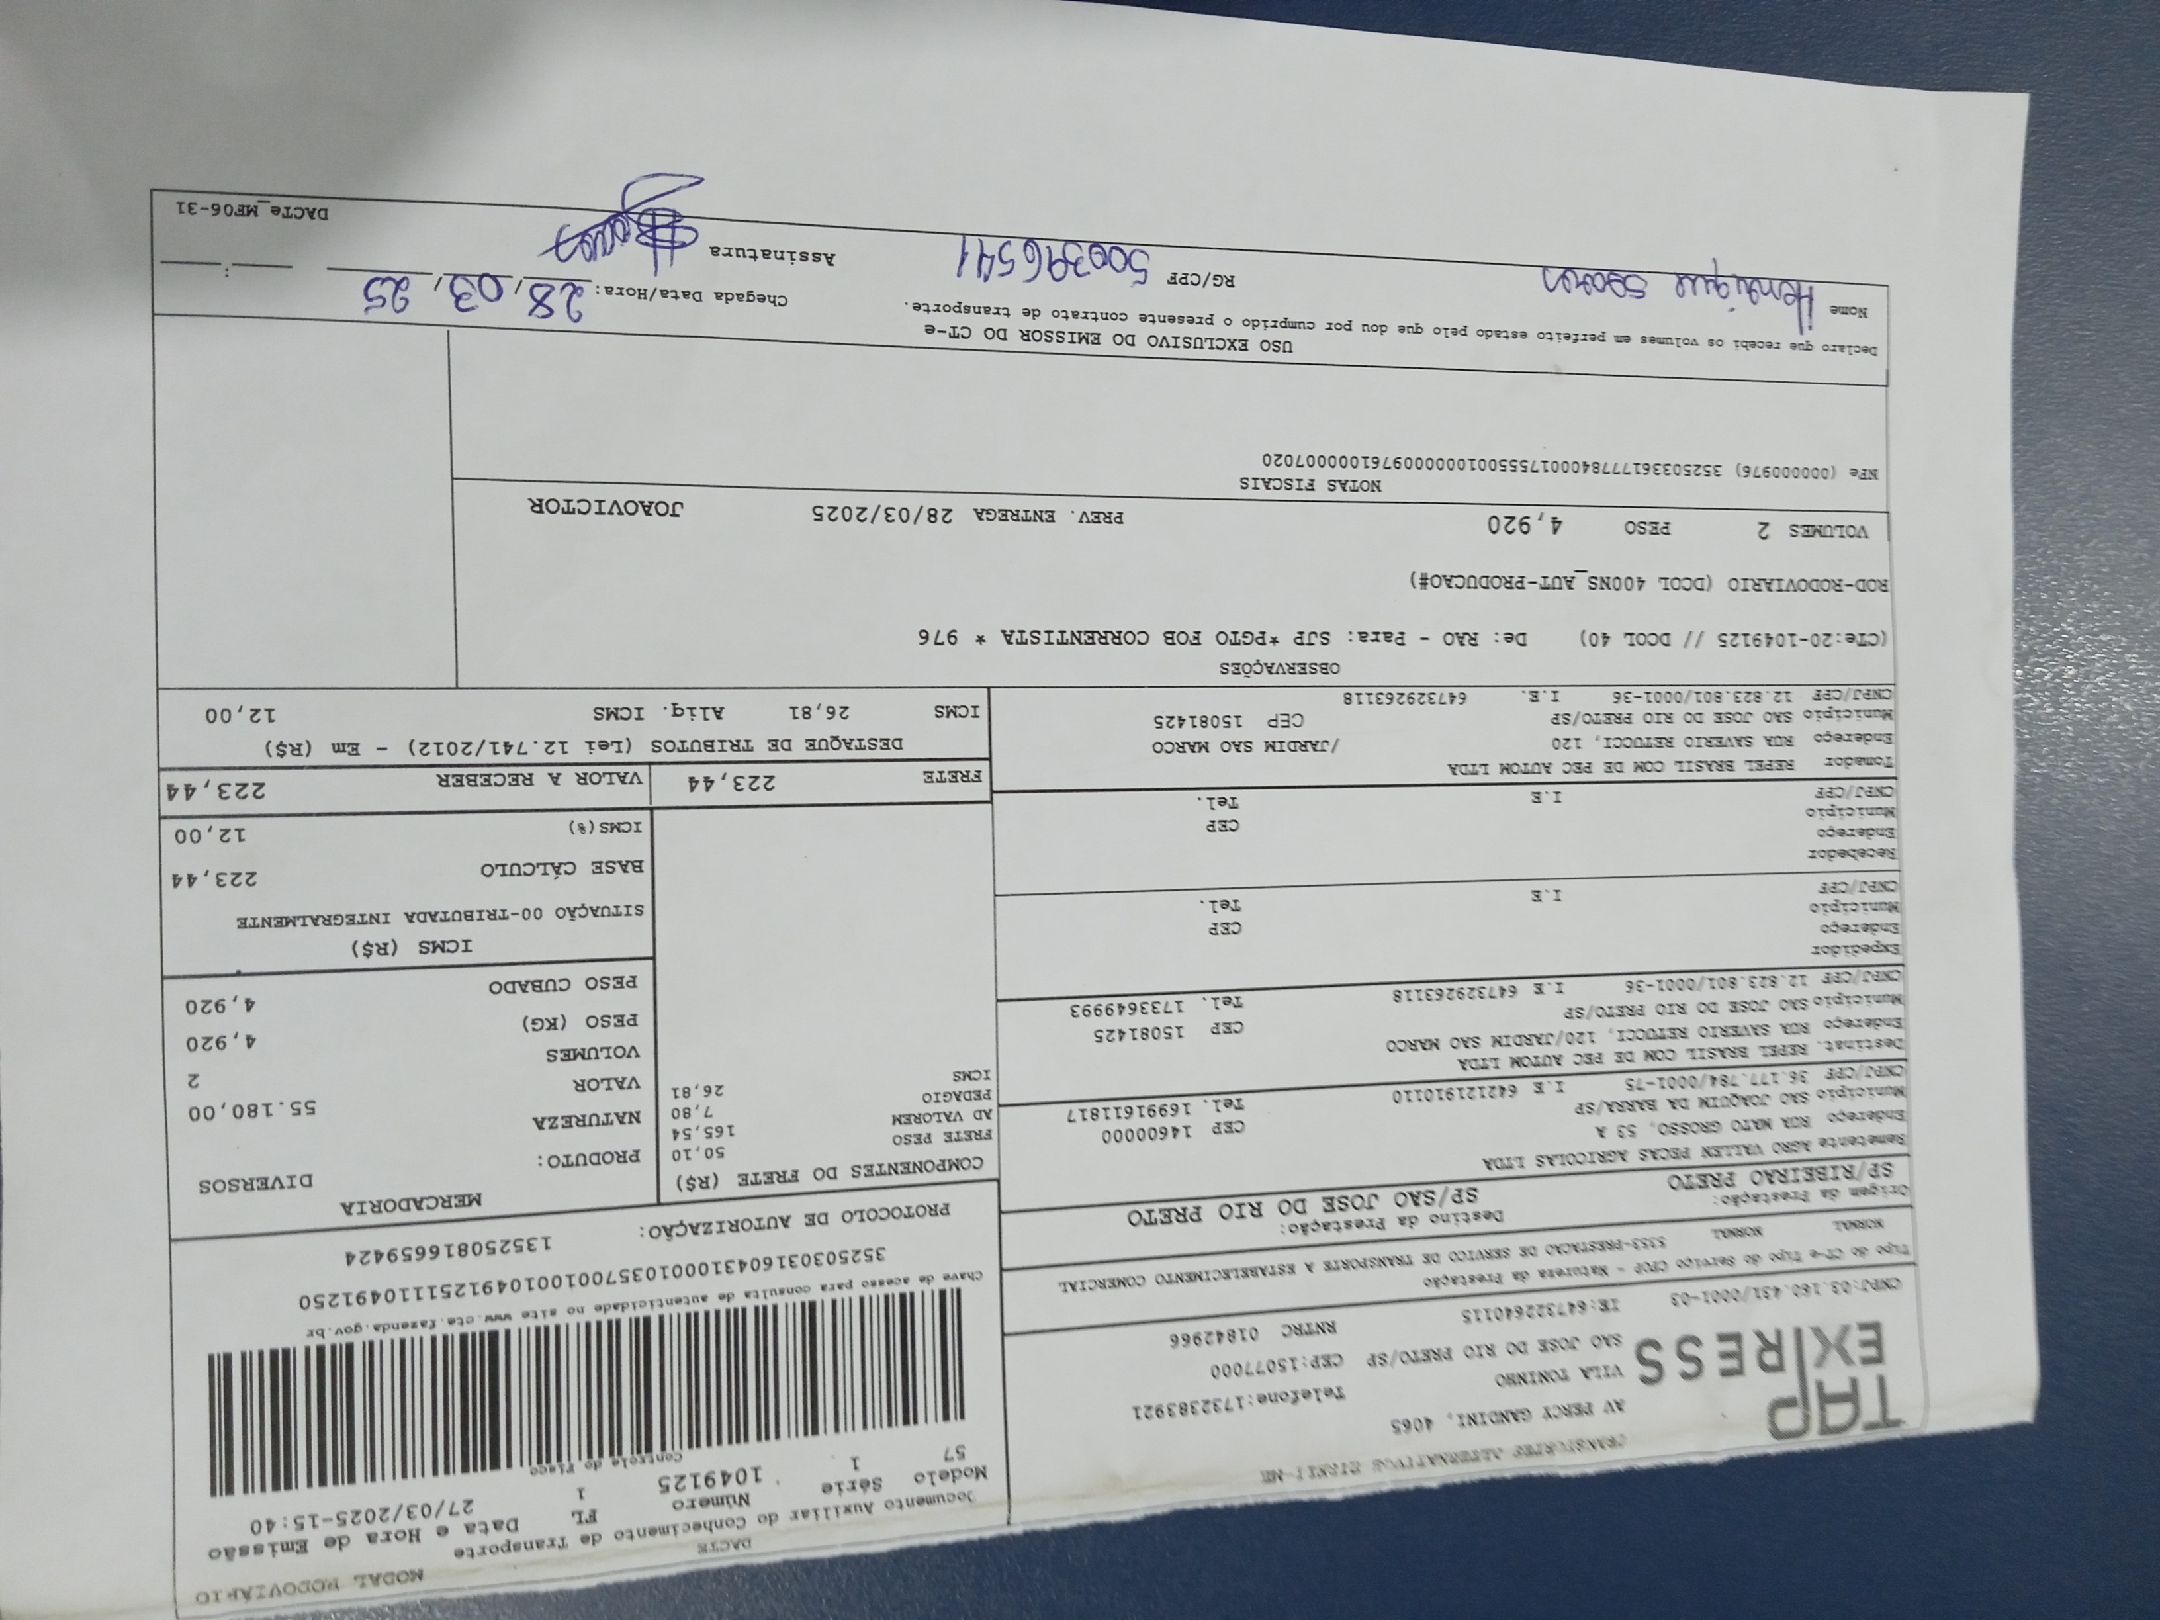 MODAL RODOVIÁRIO
DACTE
Documento Auxiliar do Conhecimento de Transporte
Modelo Série Número FL Data e Hora de Emissão
57 1 1049125 1 27/03/2025-15:40
Controle do Fisco
Chave de acesso para consulta de autenticidade no site www.cte.fazenda.gov.br
PROTOCOLO DE AUTORIZAÇÃO: 135250816659424
TAP EXPRESS
TRANSPORTES ALTERNATIVOS EIRELI-ME
AV PERCY GANDINI, 4065
VILA TONINHO Telefone:1732383921
SAO JOSE DO RIO PRETO/SP CEP:15077000
CNPJ:03.160.431/0001-03 IE:647322640115 RNTRC 01842966
Tipo do CT-e Tipo do Serviço CFOP - Natureza da Prestação
NORMAL NORMAL 5353-PRESTACAO DE SERVICO DE TRANSPORTE A ESTABELECIMENTO COMERCIAL
Origem da Prestação: Destino da Prestação:
SP/RIBEIRAO PRETO SP/SAO JOSE DO RIO PRETO
Remetente AGRO VALLEN PECAS AGRICOLAS LTDA
Endereço RUA MATO GROSSO, 53 A CEP 14600000
Município SAO JOAQUIM DA BARRA/SP Tel. 16991611817
CNPJ/CPF 36.177.784/0001-75 I.E 642121910110
Destinat. REPEL BRASIL COM DE PEC AUTOM LTDA
Endereço RUA SAVERIO RETUCCI, 120/JARDIM SAO MARCO CEP 15081425
Município SAO JOSE DO RIO PRETO/SP Tel. 1733649993
CNPJ/CPF 12.823.801/0001-36 I.E 647329263118
Expedidor
Endereço CEP
Município Tel.
CNPJ/CPF I.E
Recebedor
Endereço CEP
Município Tel.
CNPJ/CPF I.E
Tomador REPEL BRASIL COM DE PEC AUTOM LTDA
Endereço RUA SAVERIO RETUCCI, 120 /JARDIM SAO MARCO
Município SAO JOSE DO RIO PRETO/SP CEP 15081425
CNPJ/CPF 12.823.801/0001-36 I.E. 647329263118
COMPONENTES DO FRETE (R$)
FRETE PESO 50,10
AD VALOREM 165,54
PEDAGIO 7,80
ICMS 26,81
MERCADORIA
PRODUTO: DIVERSOS
NATUREZA
VALOR 55.180,00
VOLUMES 2
PESO (KG) 4,920
PESO CUBADO 4,920
ICMS (R$)
SITUAÇÃO 00-TRIBUTADA INTEGRALMENTE
BASE CÁLCULO 223,44
ICMS(%) 12,00
FRETE 223,44 VALOR A RECEBER 223,44
DESTAQUE DE TRIBUTOS (Lei 12.741/2012) - Em (R$)
ICMS 26,81 Aliq. ICMS 12,00
OBSERVAÇÕES
(CTe:20-1049125 // DCOL 40) De: RAO - Para: SJP *PGTO FOB CORRENTISTA * 976
ROD-RODOVIARIO (DCOL 400NS_AUT-PRODUCAO#)
VOLUMES 2 PESO 4,920 PREV. ENTREGA 28/03/2025 JOAOVICTOR
NOTAS FISCAIS
NFe (00000976)
USO EXCLUSIVO DO EMISSOR DO CT-e
Declaro que recebi os volumes em perfeito estado pelo que dou por cumprido o presente contrato de transporte.
Chegada Data/Hora: 28/03/25 :
Nome Henrique RG/CPF 500396541 Assinatura
DACTe_MF06-31